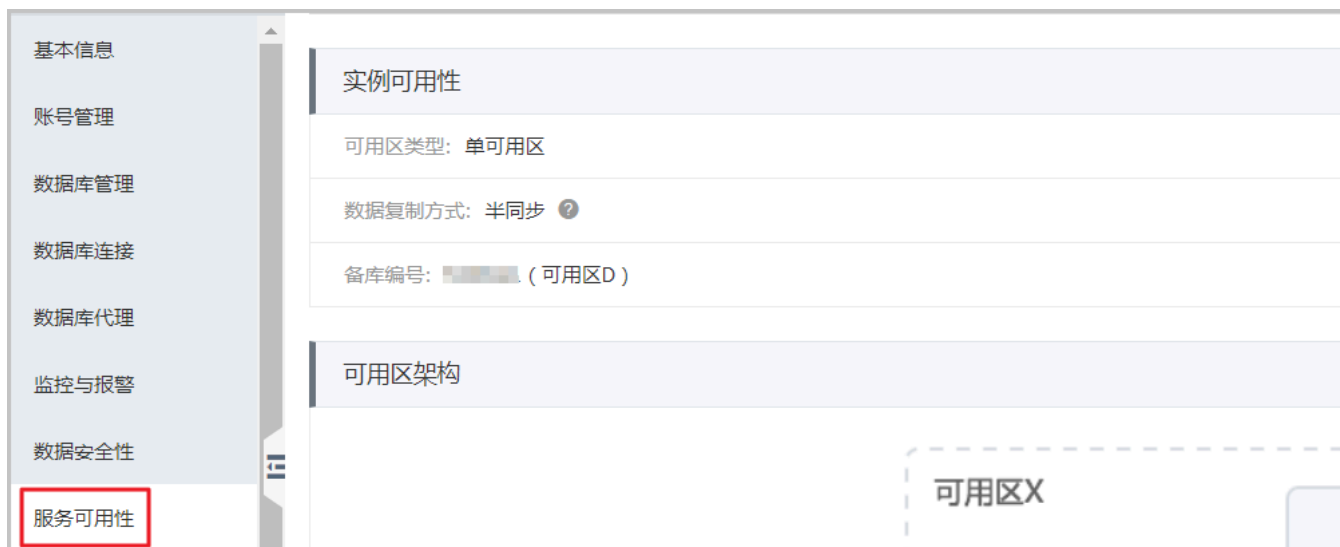 基本信息
账号管理
数据库管理
数据库连接
数据库代理
监控与报警
数据安全性
服务可用性
实例可用性
可用区类型: 单可用区
数据复制方式: 半同步 ?
备库编号: ( 可用区D )
可用区架构
可用区X